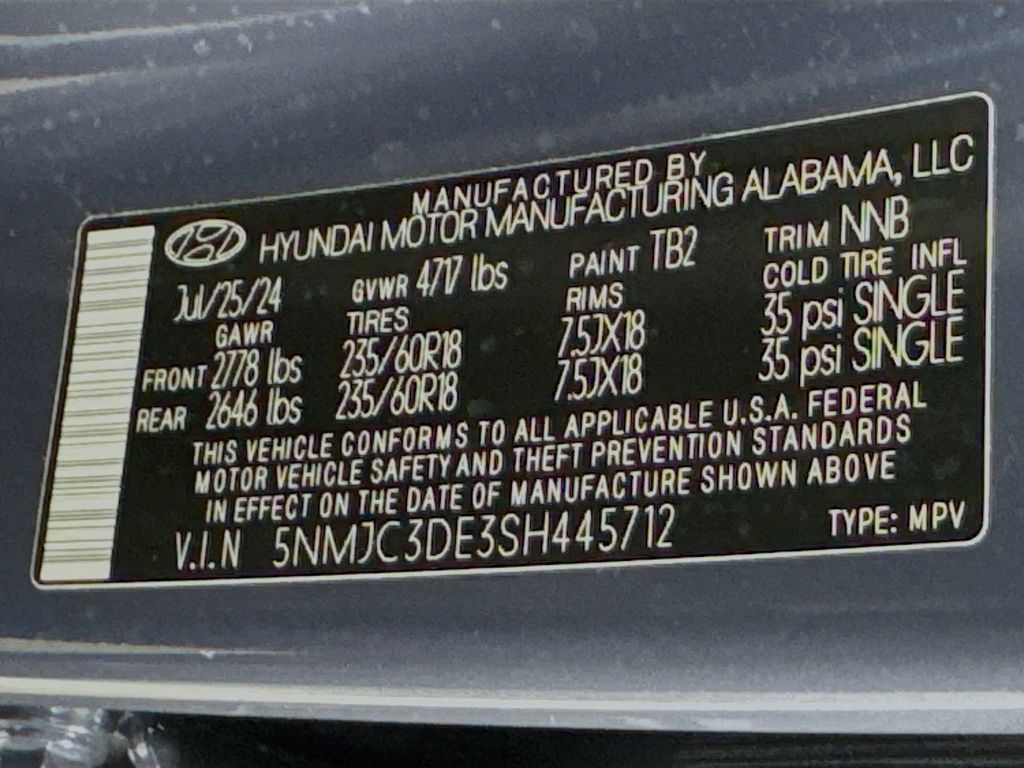 MANUFACTURED BY
HYUNDAI MOTOR MANUFACTURING ALABAMA, LLC
Jul/25/24 GVWR 4717 lbs PAINT TB2 TRIM NNB
GAWR TIRES RIMS COLD TIRE INFL
FRONT 2778 lbs 235/60R18 7.5JX18 35 psi SINGLE
REAR 2646 lbs 235/60R18 7.5JX18 35 psi SINGLE
THIS VEHICLE CONFORMS TO ALL APPLICABLE U.S.A. FEDERAL
MOTOR VEHICLE SAFETY AND THEFT PREVENTION STANDARDS
IN EFFECT ON THE DATE OF MANUFACTURE SHOWN ABOVE
V.I.N 5NMJC3DE3SH445712 TYPE: MPV